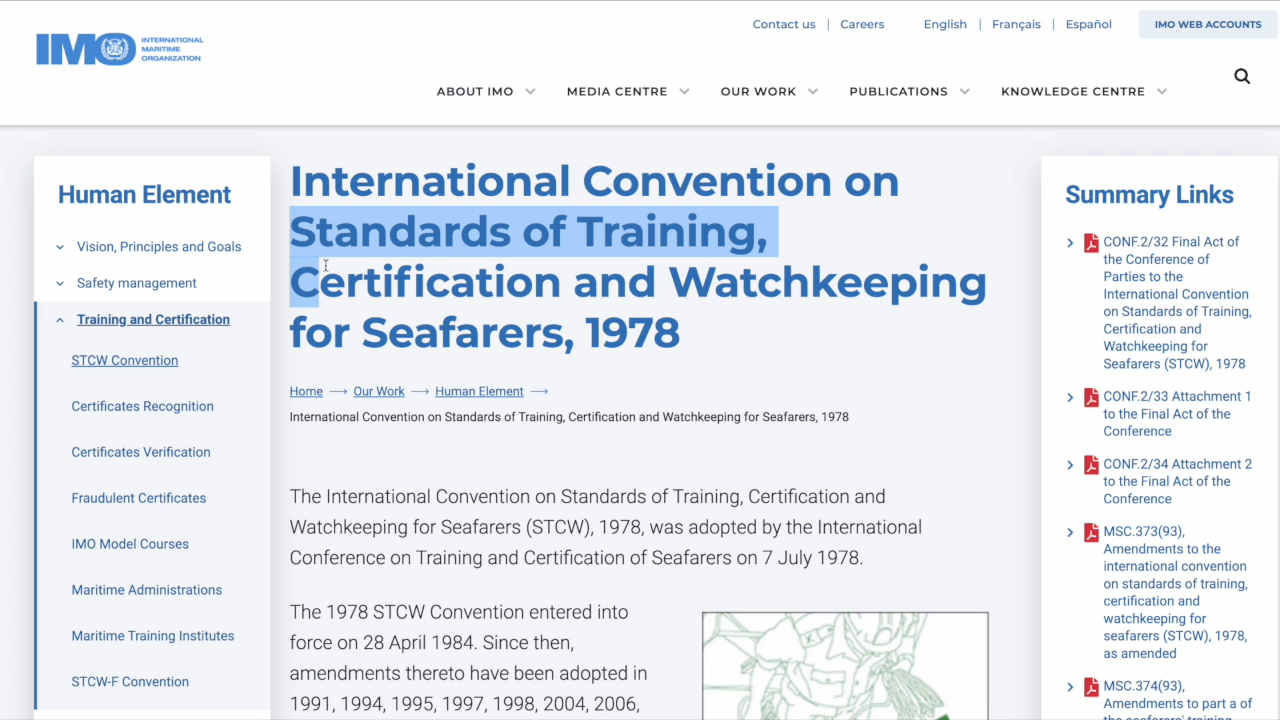 Contact us | Careers English | Français | Español IMO WEB ACCOUNTS
IMO INTERNATIONAL
MARITIME
ORGANIZATION
ABOUT IMO MEDIA CENTRE OUR WORK PUBLICATIONS KNOWLEDGE CENTRE
Human Element
Vision, Principles and Goals
Safety management
Training and Certification
STCW Convention
Certificates Recognition
Certificates Verification
Fraudulent Certificates
IMO Model Courses
Maritime Administrations
Maritime Training Institutes
STCW-F Convention
International Convention on
Standards of Training,
Certification and Watchkeeping
for Seafarers, 1978
Home Our Work Human Element
International Convention on Standards of Training, Certification and Watchkeeping for Seafarers, 1978
The International Convention on Standards of Training, Certification and
Watchkeeping for Seafarers (STCW), 1978, was adopted by the International
Conference on Training and Certification of Seafarers on 7 July 1978.
The 1978 STCW Convention entered into
force on 28 April 1984. Since then,
amendments thereto have been adopted in
1991, 1994, 1995, 1997, 1998, 2004, 2006,
Summary Links
CONF.2/32 Final Act of
the Conference of
Parties to the
International Convention
on Standards of Training,
Certification and
Watchkeeping for
Seafarers (STCW), 1978
CONF.2/33 Attachment 1
to the Final Act of the
Conference
CONF.2/34 Attachment 2
to the Final Act of the
Conference
MSC.373(93),
Amendments to the
international convention
on standards of training,
certification and
watchkeeping for
seafarers (STCW), 1978,
as amended
MSC.374(93),
Amendments to part a of
the seafarers' training